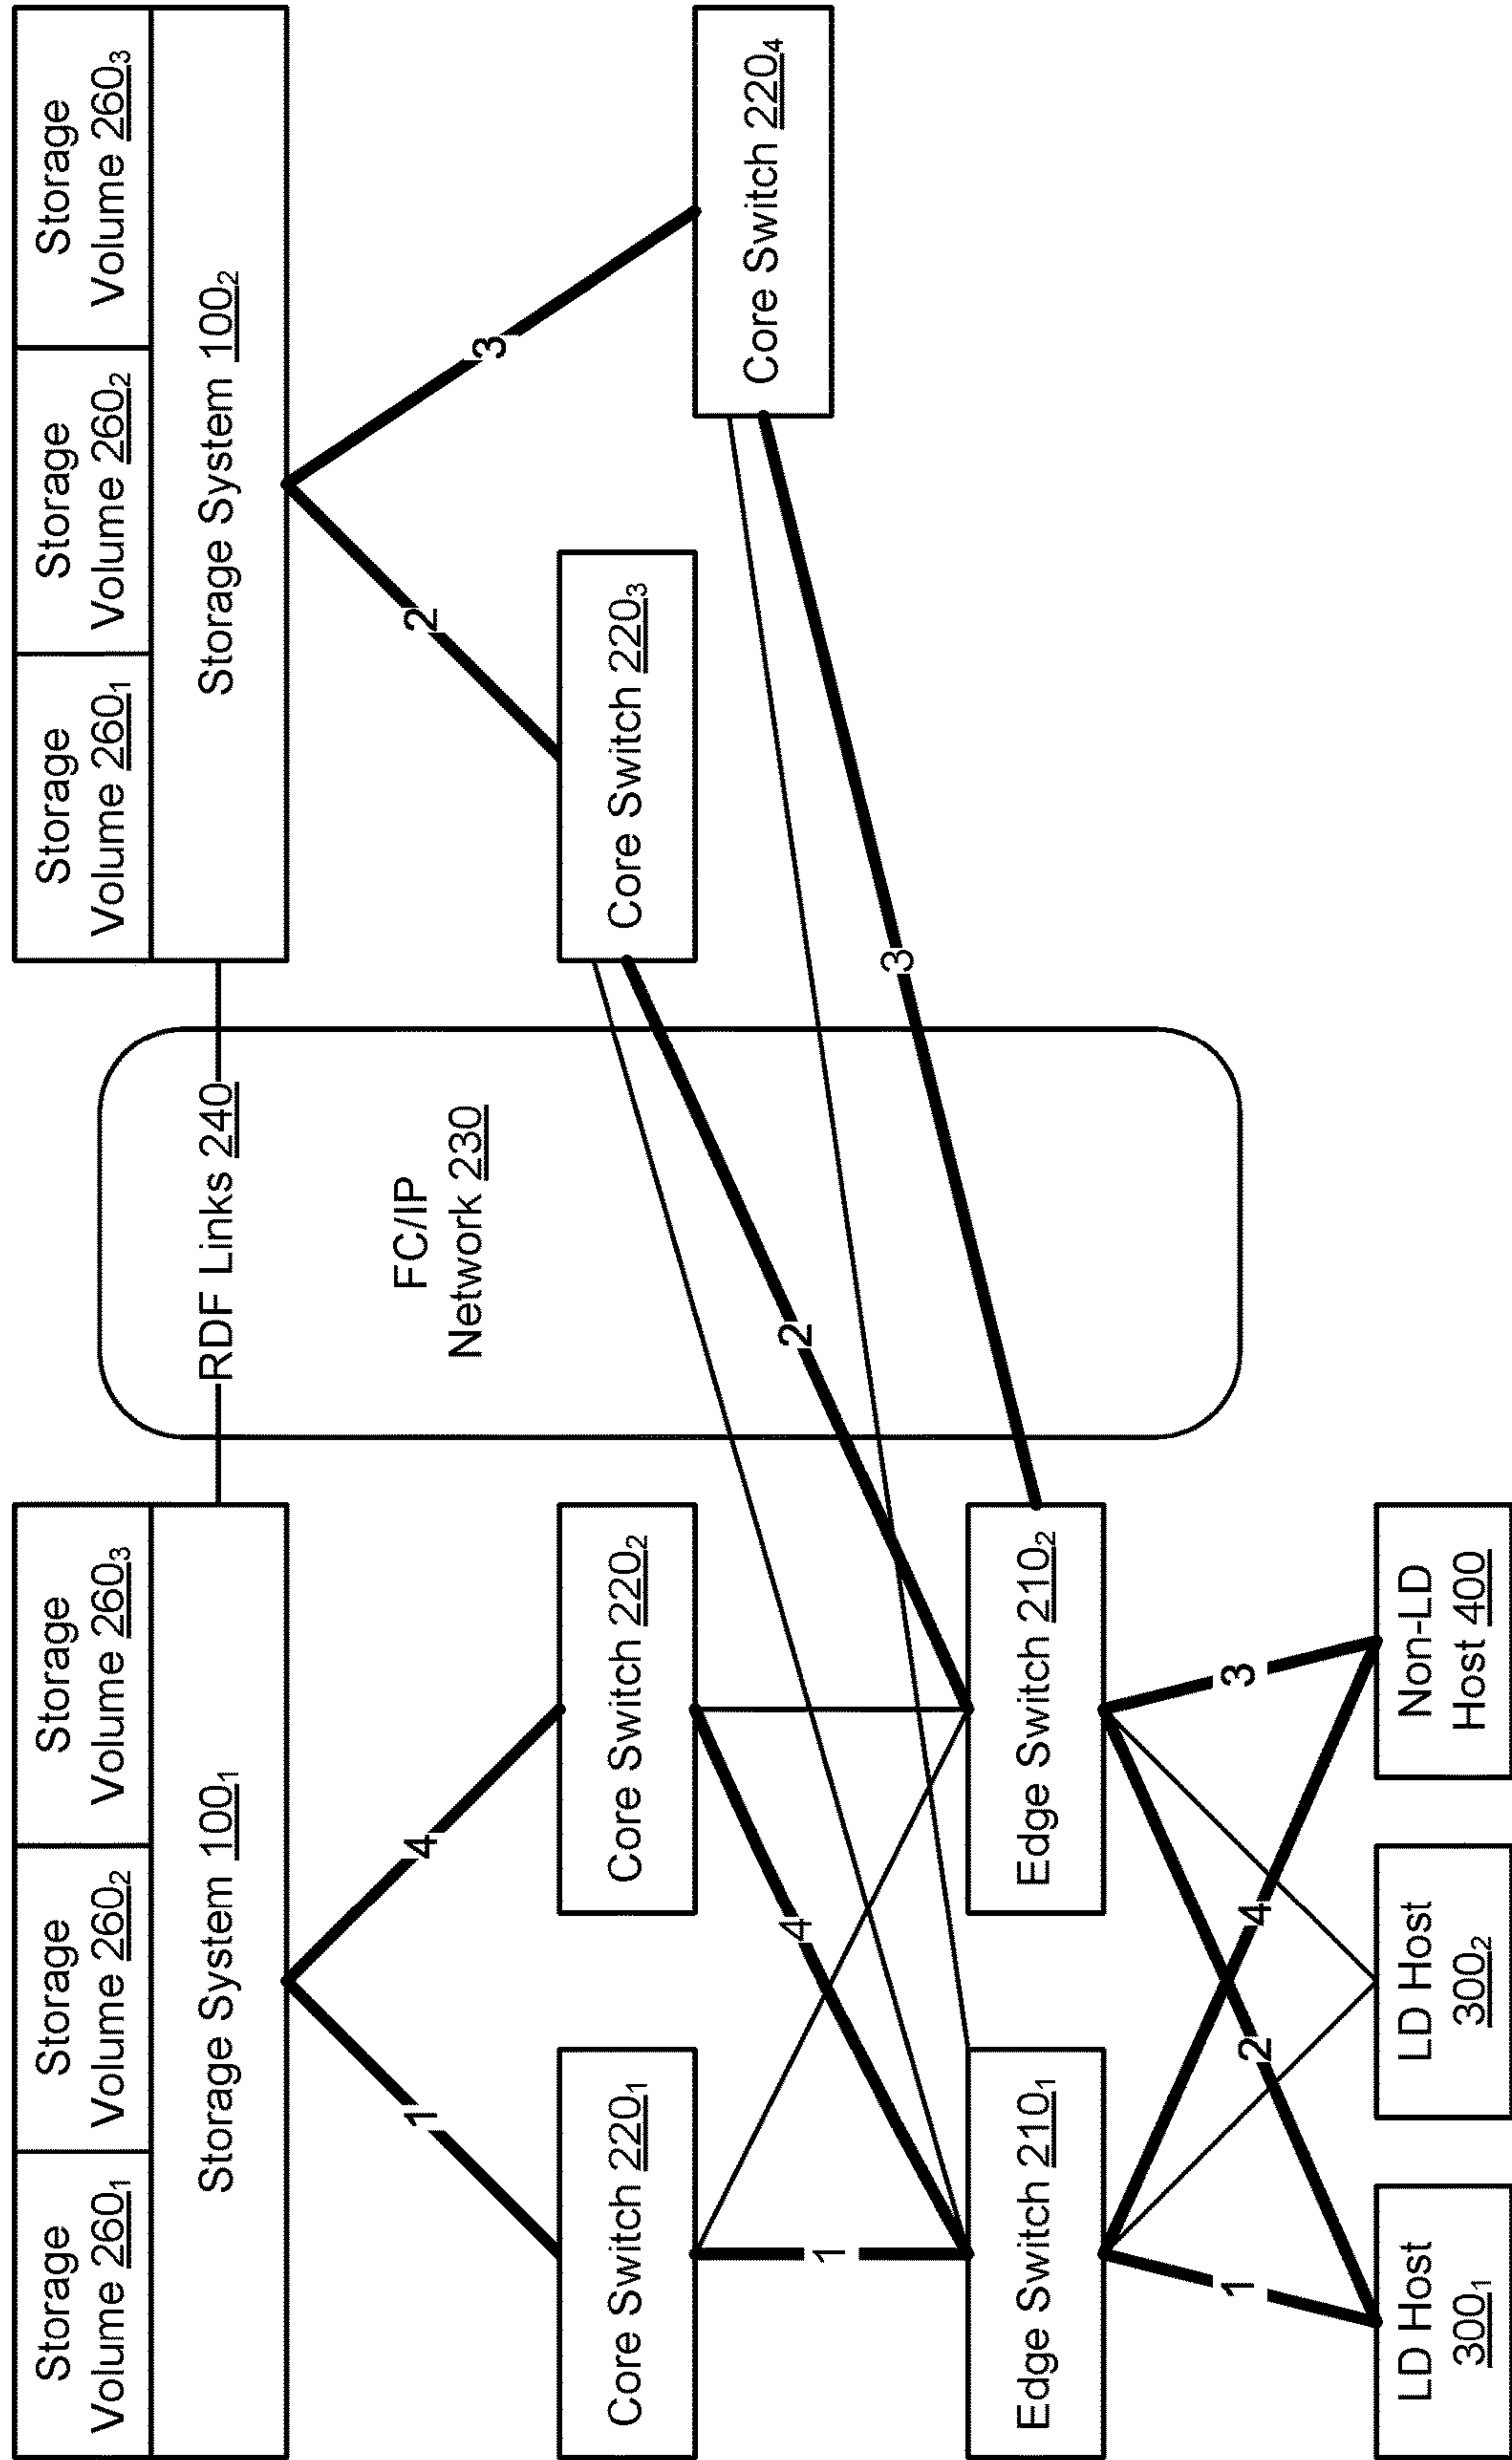 Storage
Volume 260₁
Storage
Volume 260₂
Storage
Volume 260₃
Storage System 100₁
RDF Links 240
Storage
Volume 260₁
Storage
Volume 260₂
Storage
Volume 260₃
Storage System 100₂
FC/IP
Network 230
1
4
2
3
Core Switch 220₁
Core Switch 220₂
Core Switch 220₃
Core Switch 220₄
1
4
2
3
Edge Switch 210₁
Edge Switch 210₂
1
2
4
3
LD Host
300₁
LD Host
300₂
Non-LD
Host 400